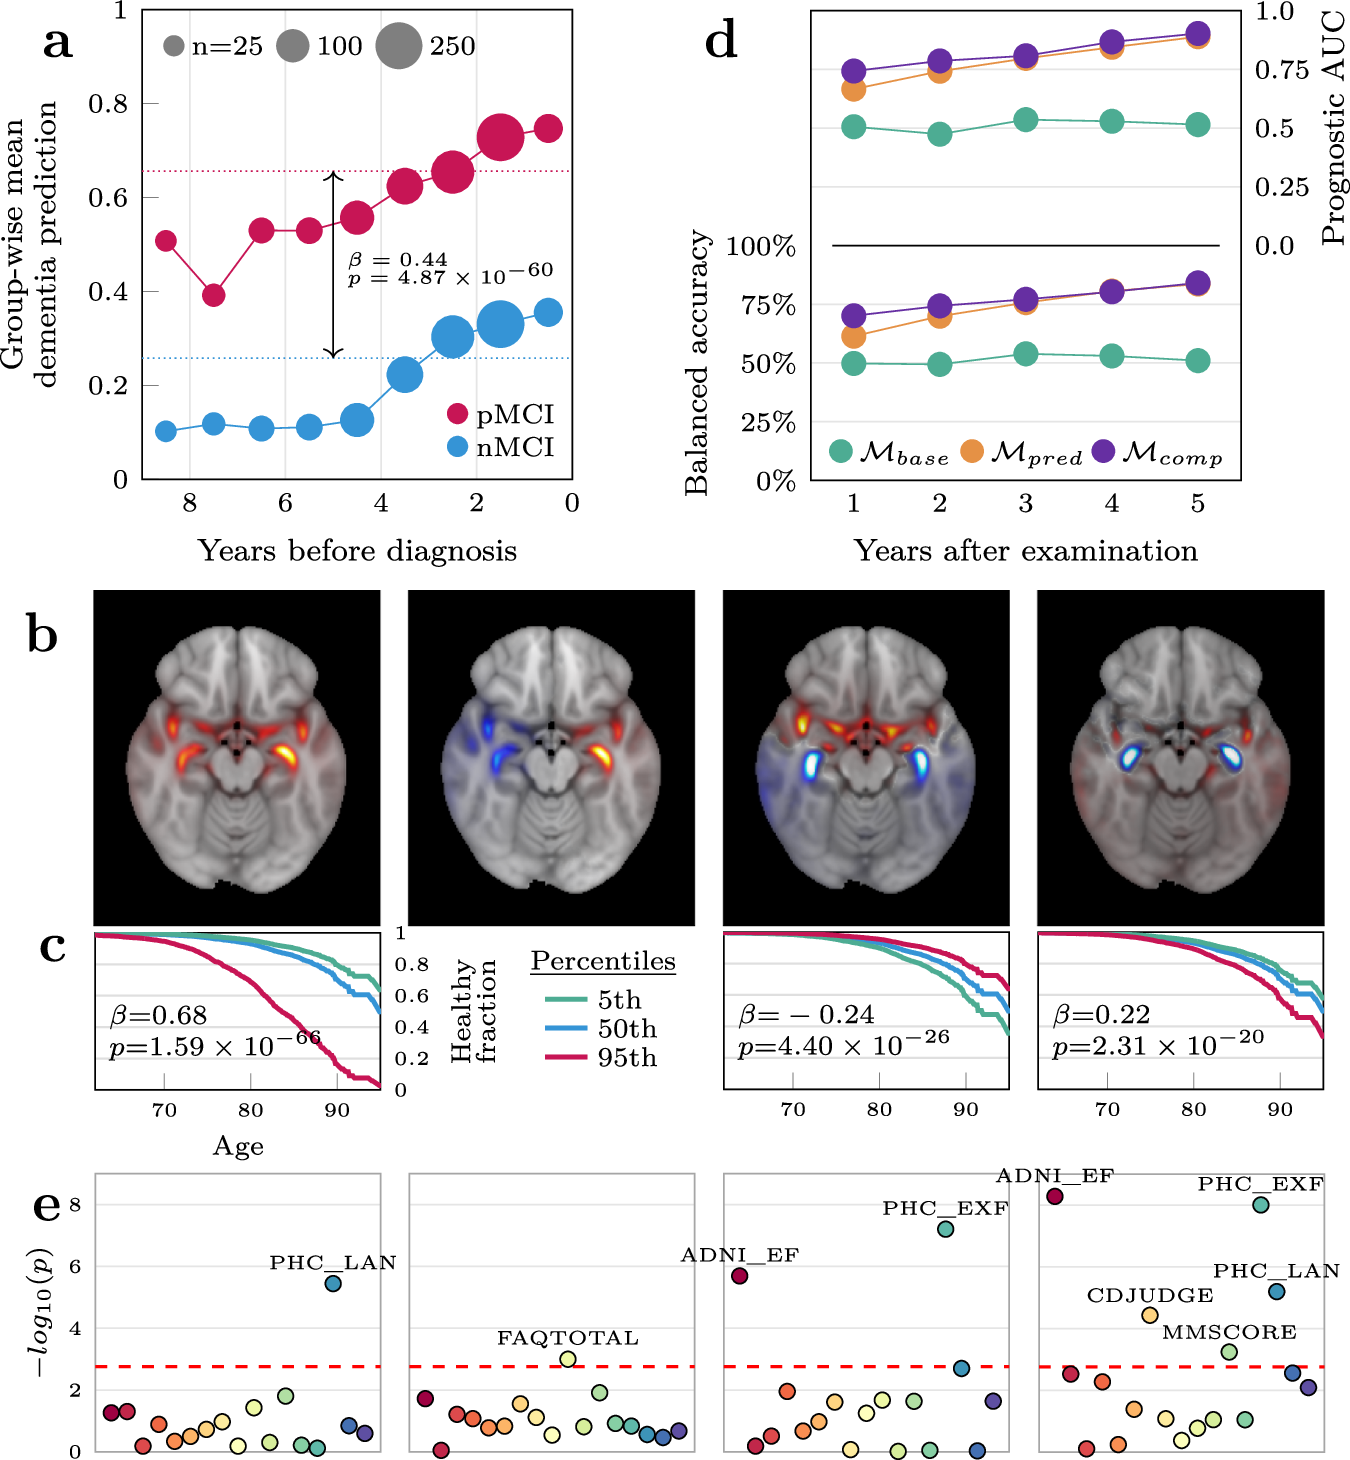 a
n=25 100 250
1
0.8
0.6
0.4
0.2
0
Group-wise mean
dementia prediction
β = 0.44
p = 4.87 × 10−60
pMCI
nMCI
8 6 4 2 0
Years before diagnosis
d
1.0
0.75
0.5
0.25
0.0
Prognostic AUC
100%
75%
50%
25%
0%
Balanced accuracy
Mbase Mpred Mcomp
1 2 3 4 5
Years after examination
b
c
1
0.8
0.6
0.4
0.2
0
Healthy
fraction
β=0.68
p=1.59 × 10−66
70 80 90
Age
Percentiles
5th
50th
95th
β= − 0.24
p=4.40 × 10−26
70 80 90
β=0.22
p=2.31 × 10−20
70 80 90
e
8
6
4
2
0
−log10(p)
PHC_LAN
FAQTOTAL
ADNI_EF
PHC_EXF
ADNI_EF
PHC_EXF
PHC_LAN
CDJUDGE
MMSCORE